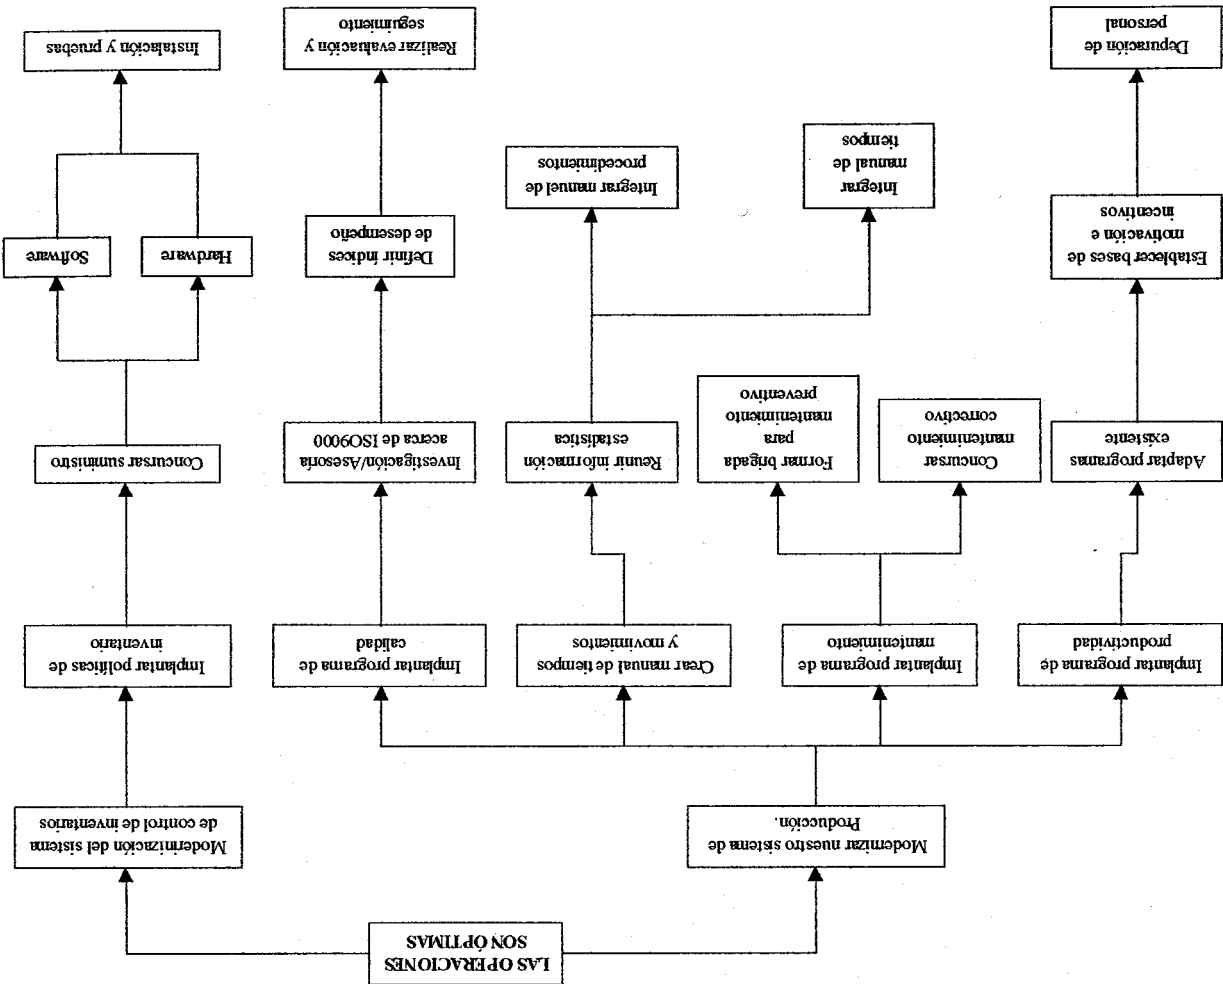 LAS OPERACIONES
SON ÓPTIMAS
Modernizar nuestro sistema de
Producción.
Modernizinación del sistema
de control de inventarios
Implantar programa de
productividad
Implantar programa de
mantenimiento
Crear manual de tiempos
y movimientos
Implantar programa de
calidad
Implantar políticas de
inventario
Adaptar programas
existente
Concursar
mantenimiento
correctivo
Formar brigada
para
mantenimiento
preventivo
Reunir información
estadística
Investigación/Asesoría
acerca de ISO9000
Concursar suministro
Establecer bases de
motivación e
incentivos
Integrar
manual de
tiempos
Integrar manuel de
procedimientos
Definir índices
de desempeño
Hardware
Software
Depuración de
personal
Realizar evaluación y
seguimiento
Instalación y pruebas